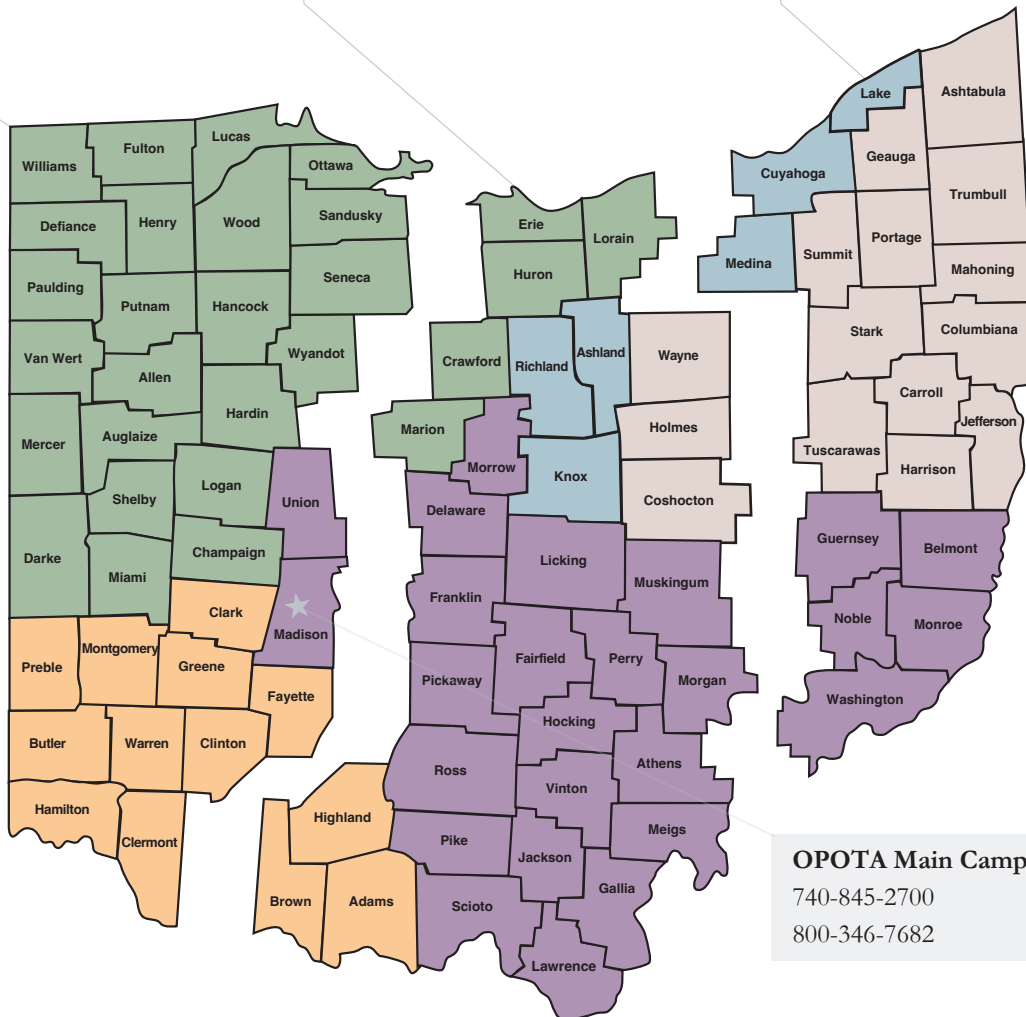 Lake
Ashtabula
Lucas
Fulton
Williams
Ottawa
Geauga
Cuyahoga
Trumbull
Defiance
Henry
Wood
Sandusky
Erie
Lorain
Portage
Summit
Medina
Mahoning
Huron
Seneca
Paulding
Putnam
Hancock
Stark
Columbiana
Van Wert
Wyandot
Crawford
Richland
Ashland
Wayne
Allen
Carroll
Hardin
Jefferson
Mercer
Auglaize
Marion
Holmes
Tuscarawas
Harrison
Morrow
Knox
Logan
Shelby
Union
Coshocton
Delaware
Guernsey
Belmont
Champaign
Darke
Miami
Licking
Muskingum
Franklin
Clark
Noble
Monroe
Madison
Montgomery
Preble
Greene
Fairfield
Perry
Pickaway
Morgan
Fayette
Washington
Hocking
Butler
Warren
Clinton
Athens
Ross
Vinton
Hamilton
Highland
Meigs
Clermont
Pike
Jackson
Gallia
Brown
Adams
Scioto
Lawrence
OPOTA Main Camp
740-845-2700
800-346-7682